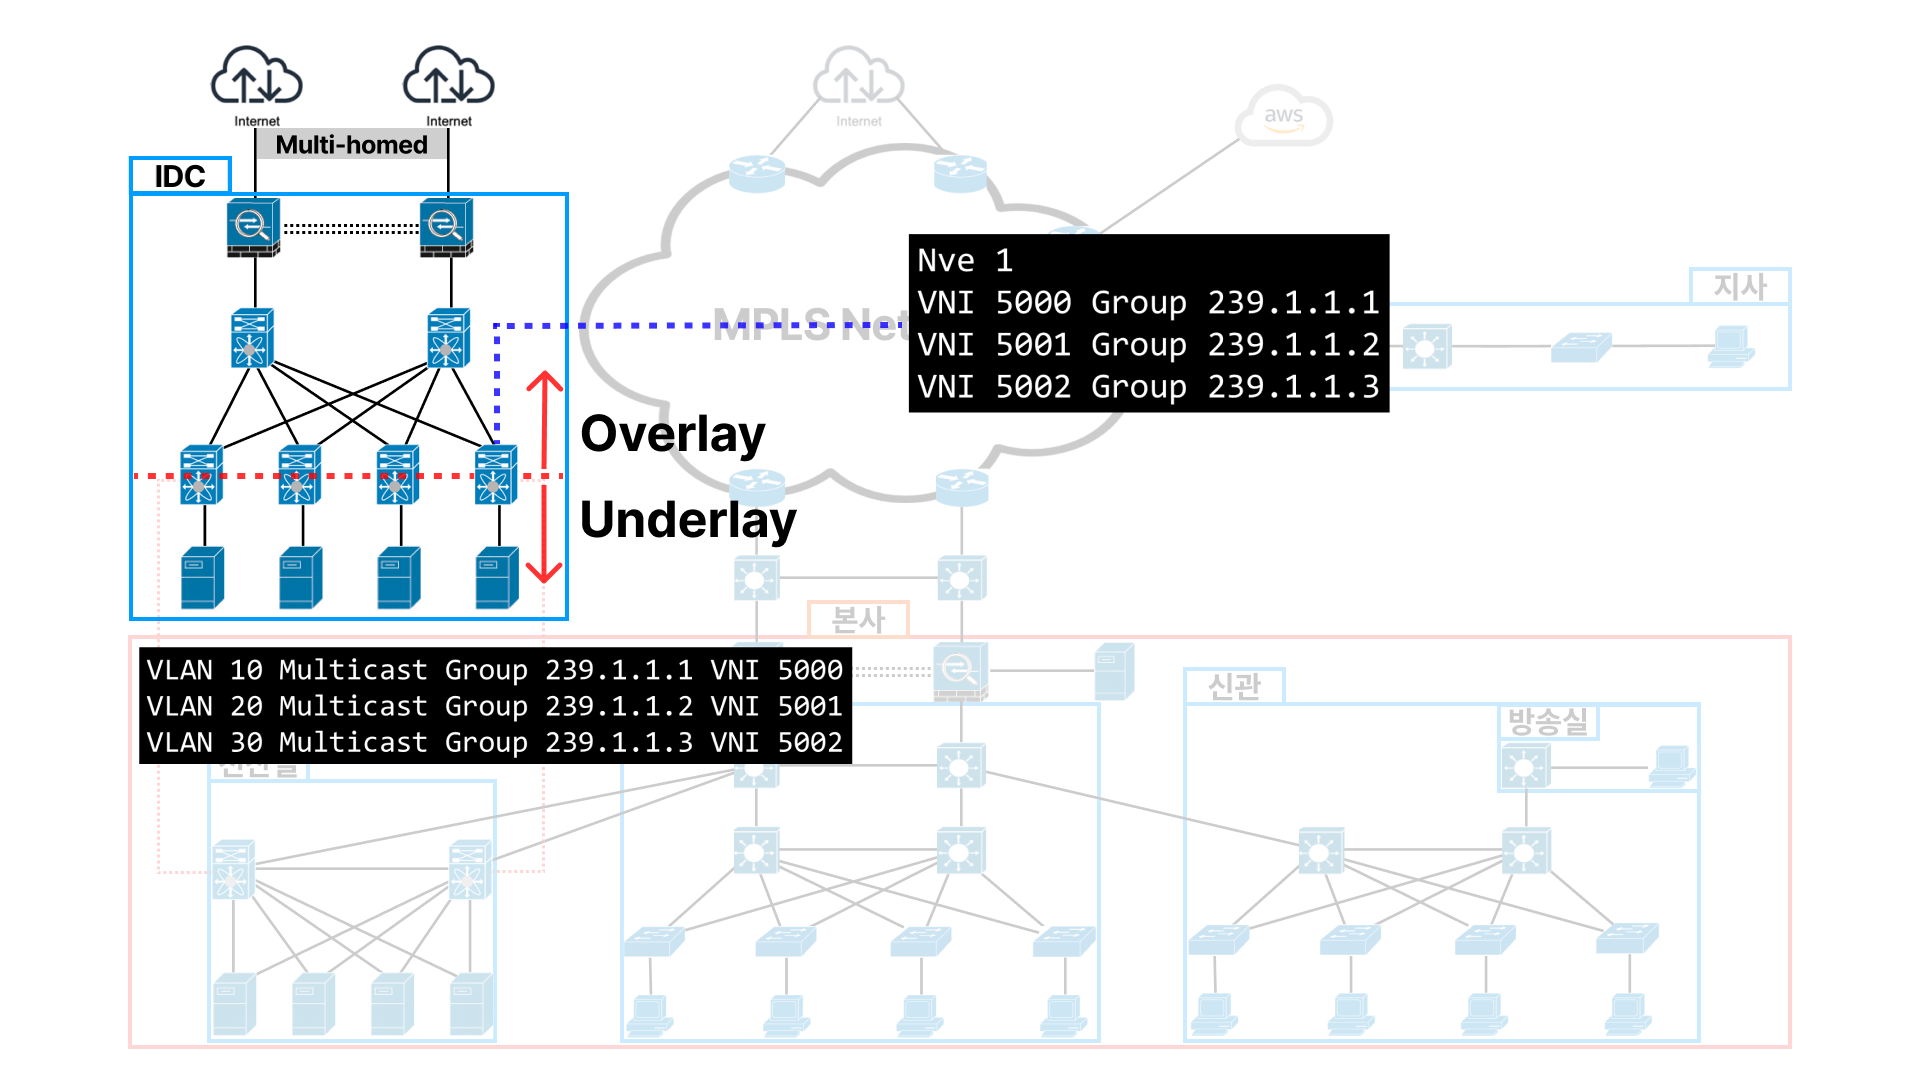 Internet
Internet
Internet
aws
Multi-homed
IDC
Nve 1
VNI 5000 Group 239.1.1.1
VNI 5001 Group 239.1.1.2
VNI 5002 Group 239.1.1.3
지사
MPLS Net
Overlay
Underlay
본사
VLAN 10 Multicast Group 239.1.1.1 VNI 5000
VLAN 20 Multicast Group 239.1.1.2 VNI 5001
VLAN 30 Multicast Group 239.1.1.3 VNI 5002
신관
방송실